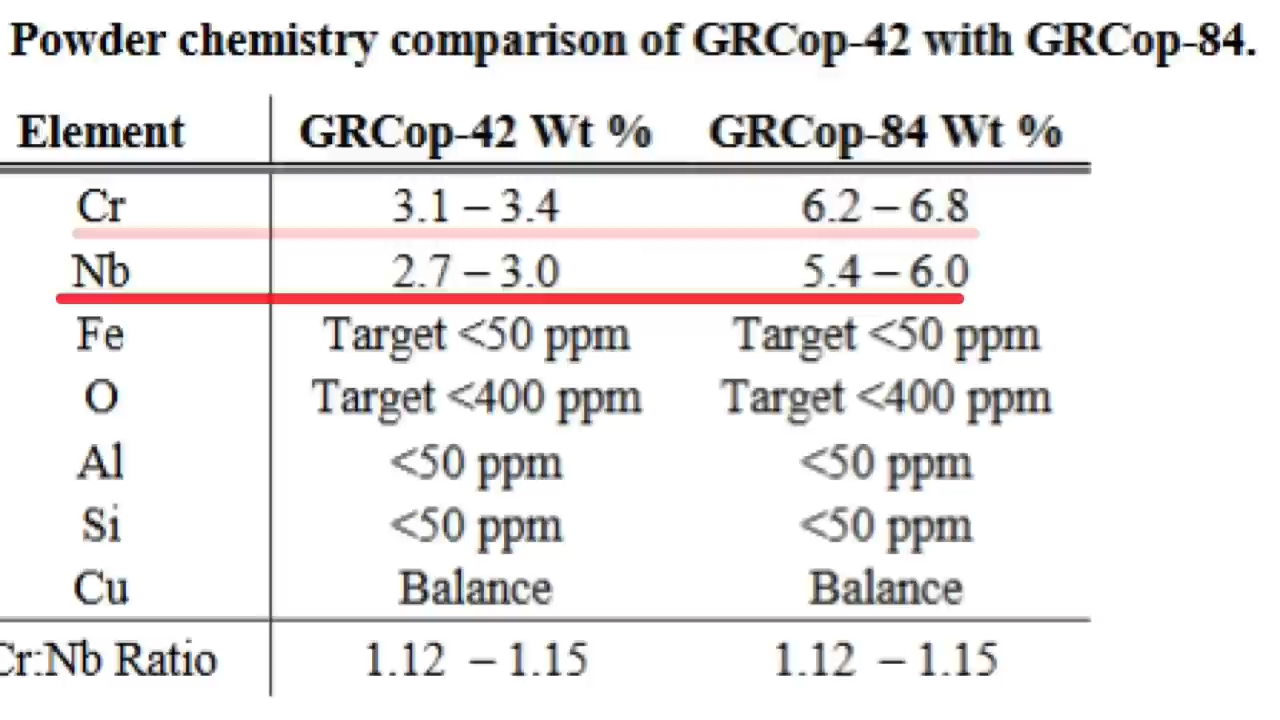 Powder chemistry comparison of GRCop-42 with GRCop-84.
Element GRCop-42 Wt % GRCop-84 Wt %
Cr 3.1 – 3.4 6.2 – 6.8
Nb 2.7 – 3.0 5.4 – 6.0
Fe Target <50 ppm Target <50 ppm
O Target <400 ppm Target <400 ppm
Al <50 ppm <50 ppm
Si <50 ppm <50 ppm
Cu Balance Balance
Cr:Nb Ratio 1.12 – 1.15 1.12 – 1.15